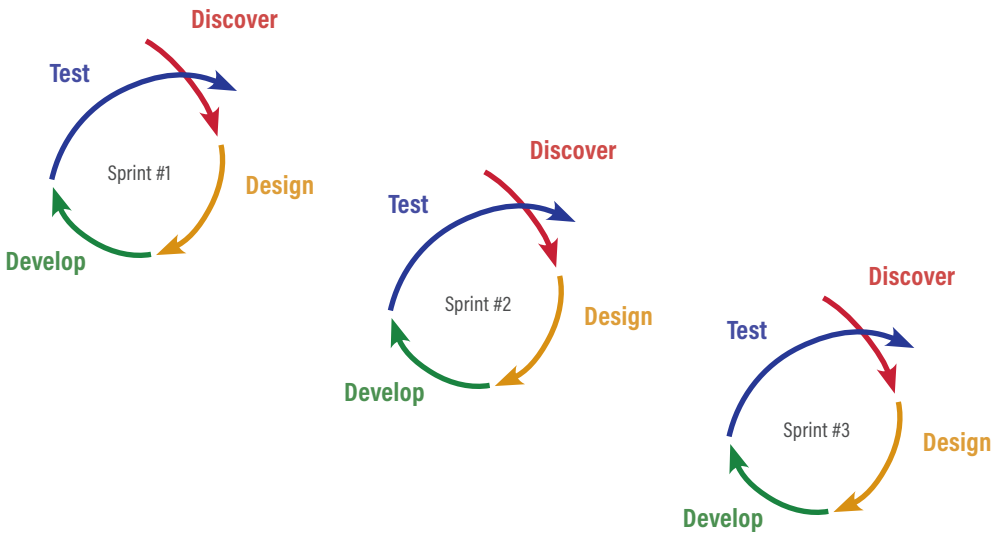 Discover
Test
Sprint #1
Design
Develop
Discover
Test
Sprint #2
Design
Develop
Discover
Test
Sprint #3
Design
Develop